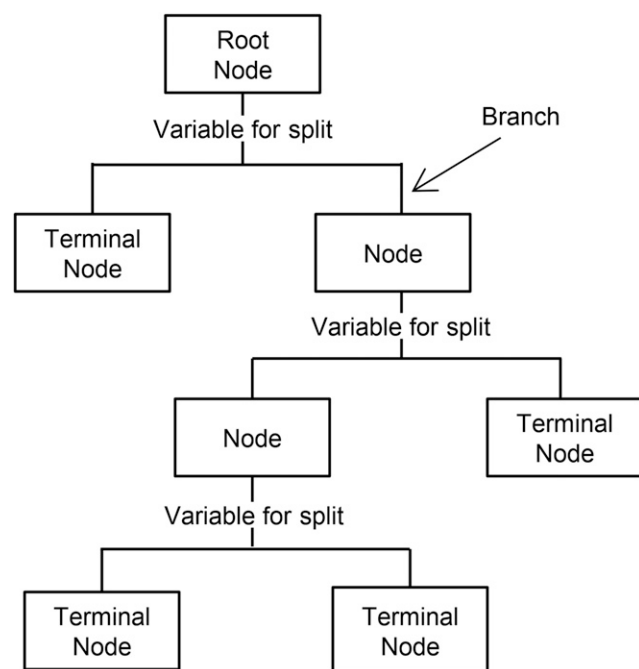 Root
Node
Variable for split
Branch
Terminal
Node
Node
Variable for split
Node
Terminal
Node
Variable for split
Terminal
Node
Terminal
Node